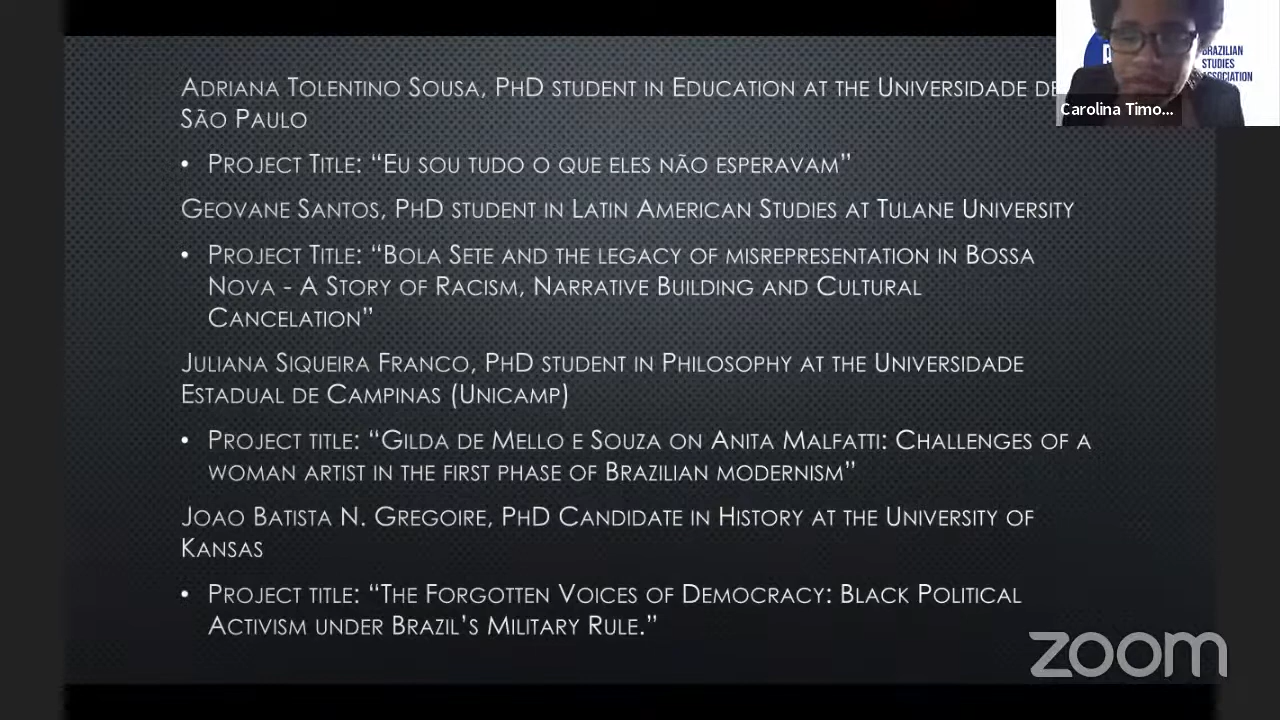 Adriana Tolentino Sousa, PhD student in Education at the Universidade de
São Paulo
• Project Title: “Eu sou tudo o que eles não esperavam”
Geovane Santos, PhD student in Latin American Studies at Tulane University
• Project Title: “Bola Sete and the legacy of misrepresentation in Bossa
Nova - A Story of Racism, Narrative Building and Cultural
Cancelation”
Juliana Siqueira Franco, PhD student in Philosophy at the Universidade
Estadual de Campinas (Unicamp)
• Project title: “Gilda de Mello e Souza on Anita Malfatti: Challenges of a
woman artist in the first phase of Brazilian modernism”
Joao Batista N. Gregoire, PhD Candidate in History at the University of
Kansas
• Project title: “The Forgotten Voices of Democracy: Black Political
Activism under Brazil’s Military Rule.”
BRAZILIAN
STUDIES
ASSOCIATION
Carolina Timo...
zoom